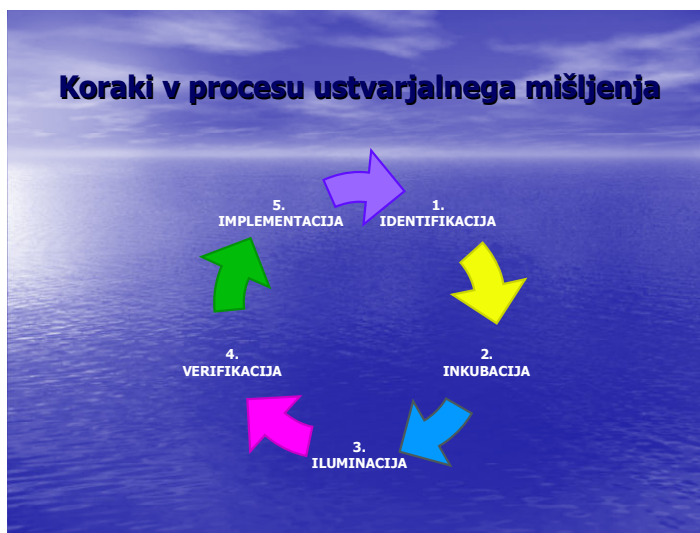 Koraki v procesu ustvarjalnega mišljenja
1.
IDENTIFIKACIJA
2.
INKUBACIJA
3.
ILUMINACIJA
4.
VERIFIKACIJA
5.
IMPLEMENTACIJA